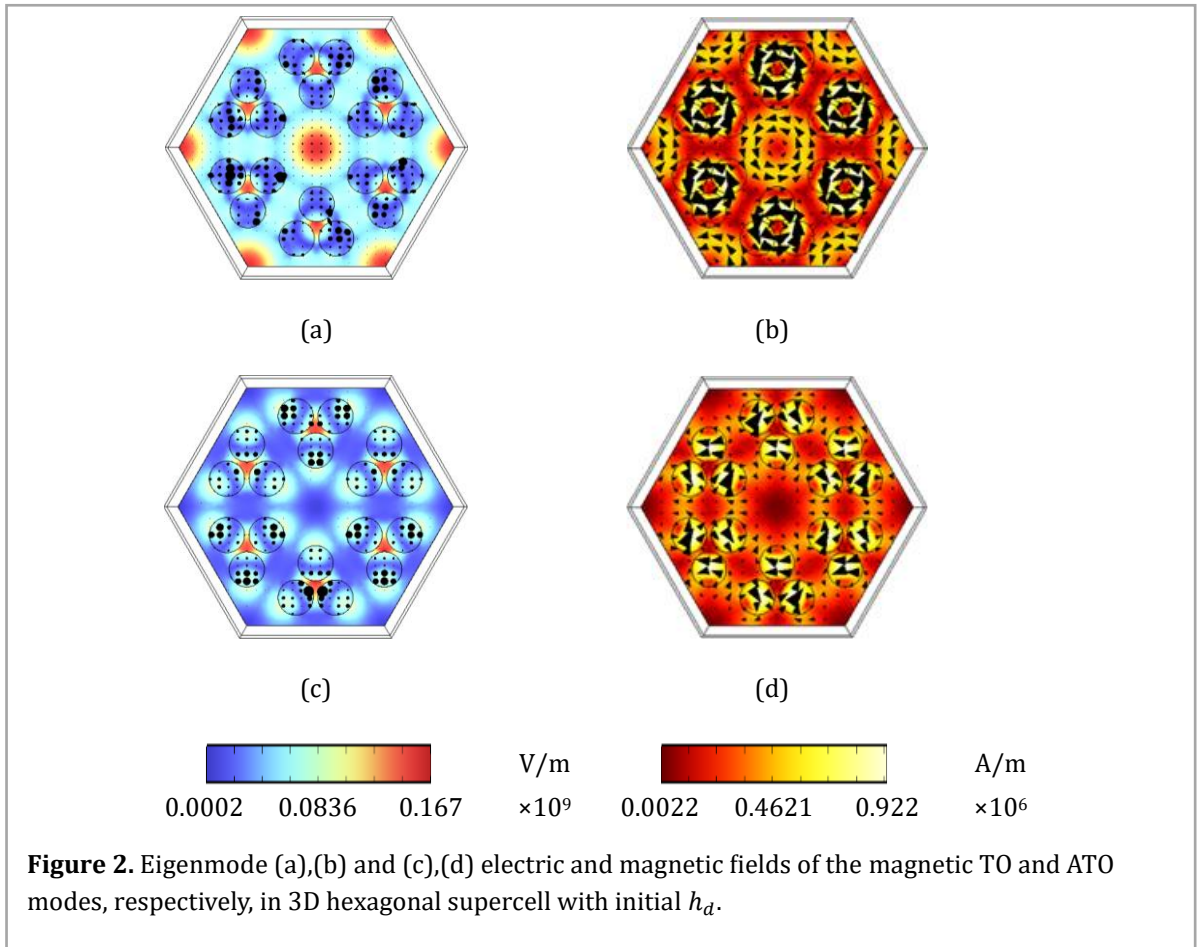 (a) (b)
(c) (d)
V/m A/m
0.0002 0.0836 0.167 ×10⁹ 0.0022 0.4621 0.922 ×10⁶
Figure 2. Eigenmode (a),(b) and (c),(d) electric and magnetic fields of the magnetic TO and ATO
modes, respectively, in 3D hexagonal supercell with initial h_d.